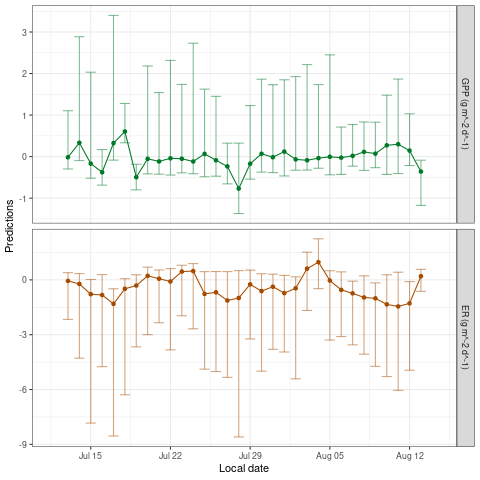 Predictions
3
2
1
0
-1
GPP (g m^-2 d^-1)
0
-3
-6
-9
ER (g m^-2 d^-1)
Jul 15 Jul 22 Jul 29 Aug 05 Aug 12
Local date